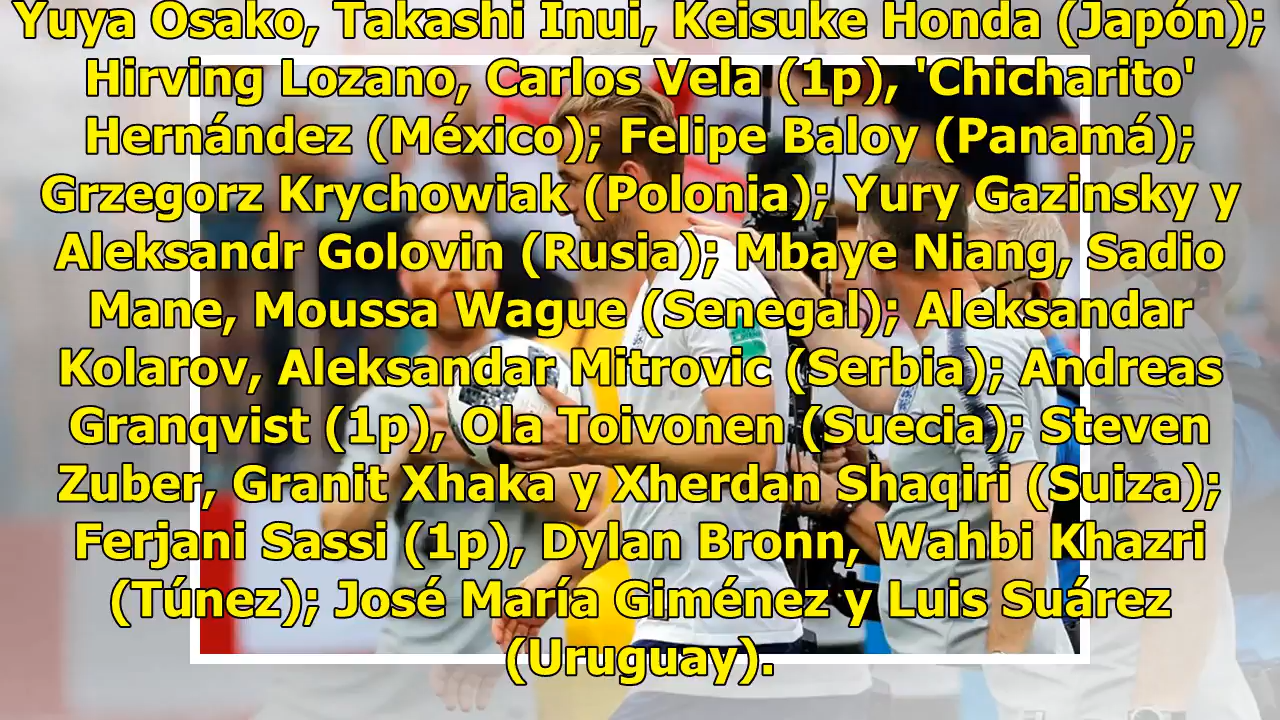 Yuya Osako, Takashi Inui, Keisuke Honda (Japón);
Hirving Lozano, Carlos Vela (1p), 'Chicharito'
Hernández (México); Felipe Baloy (Panamá);
Grzegorz Krychowiak (Polonia); Yury Gazinsky y
Aleksandr Golovin (Rusia); Mbaye Niang, Sadio
Mane, Moussa Wague (Senegal); Aleksandar
Kolarov, Aleksandar Mitrovic (Serbia); Andreas
Granqvist (1p), Ola Toivonen (Suecia); Steven
Zuber, Granit Xhaka y Xherdan Shaqiri (Suiza);
Ferjani Sassi (1p), Dylan Bronn, Wahbi Khazri
(Túnez); José María Giménez y Luis Suárez
(Uruguay).